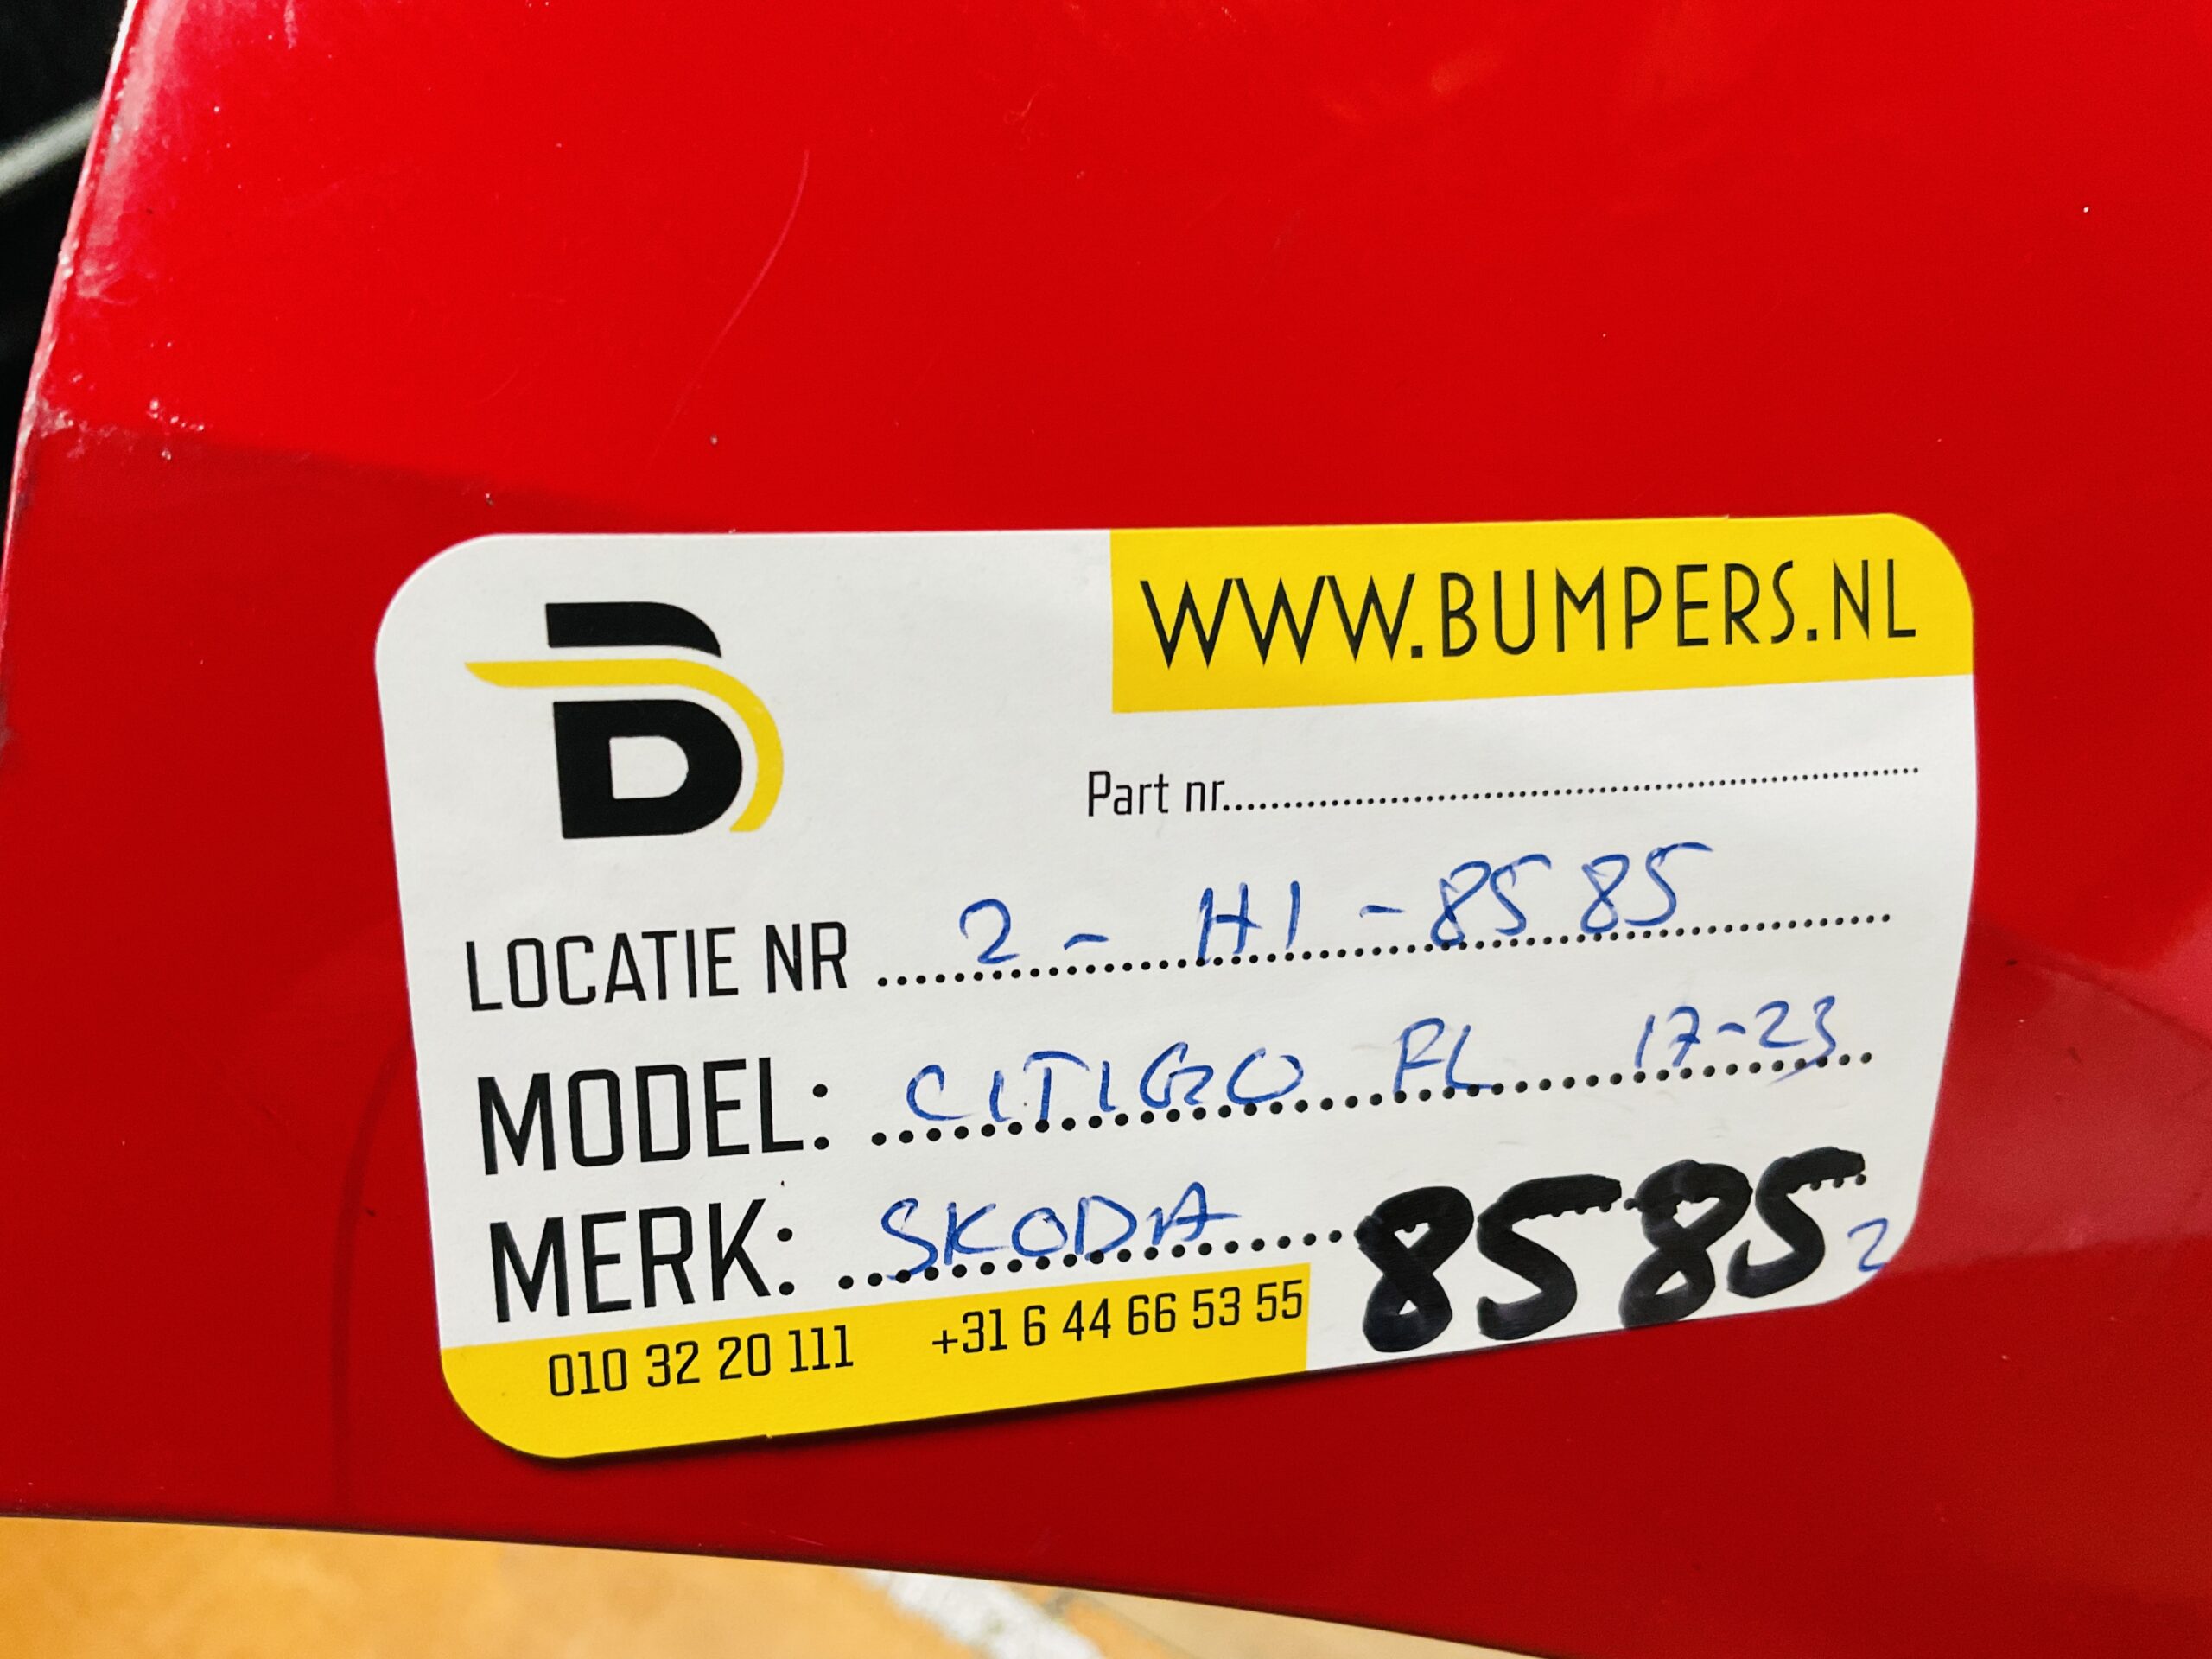 WWW.BUMPERS.NL
B
Part nr..........
LOCATIE NR 2 - H1 - 8585
MODEL: CITIGO FL 17-23
MERK: SKODA 8585 2
010 32 20 111 +31 6 44 66 53 55